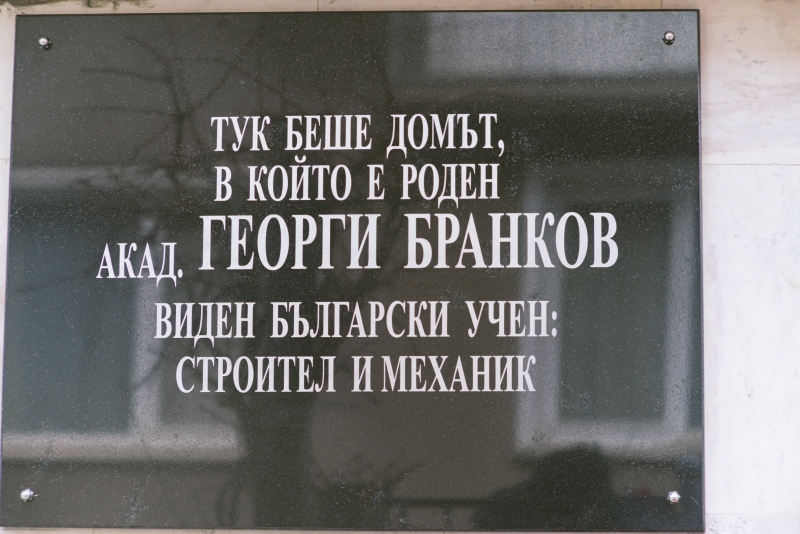 ТУК БЕШЕ ДОМЪТ,
В КОЙТО Е РОДЕН
АКАД. ГЕОРГИ БРАНКОВ
ВИДЕН БЪЛГАРСКИ УЧЕН:
СТРОИТЕЛ И МЕХАНИК